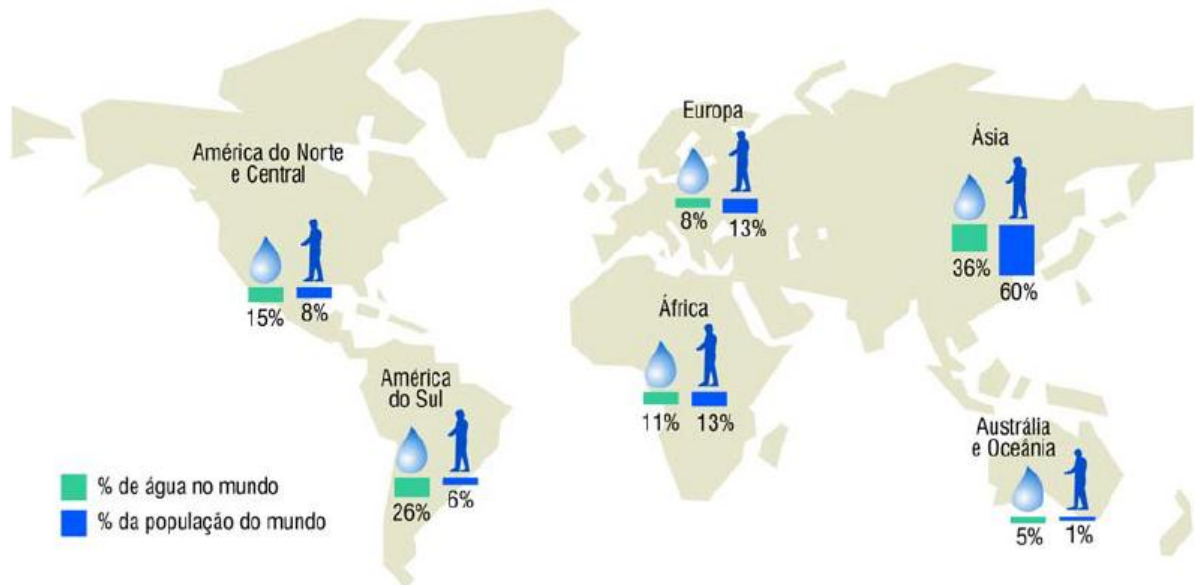 América do Norte
e Central
15%
8%
América
do Sul
26%
6%
Europa
8%
13%
África
11%
13%
Ásia
36%
60%
Austrália
e Oceânia
5%
1%
% de água no mundo
% da população do mundo